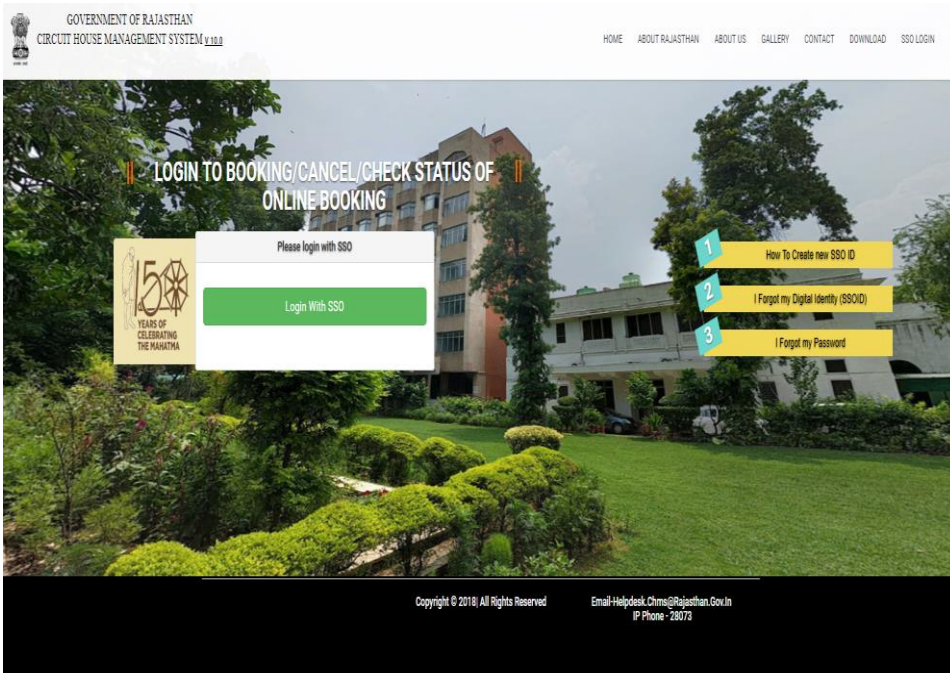 GOVERNMENT OF RAJASTHAN
CIRCUIT HOUSE MANAGEMENT SYSTEM V 10.0
HOME ABOUT RAJASTHAN ABOUT US GALLERY CONTACT DOWNLOAD SSO LOGIN
|| LOGIN TO BOOKING/CANCEL/CHECK STATUS OF ||
ONLINE BOOKING
Please login with SSO
Login With SSO
150
YEARS OF
CELEBRATING
THE MAHATMA
1 How To Create new SSO ID
2 I Forgot my Digital Identity (SSOID)
3 I Forgot my Password
Copyright © 2018| All Rights Reserved
Email-Helpdesk.Chms@Rajasthan.Gov.In
IP Phone - 28073